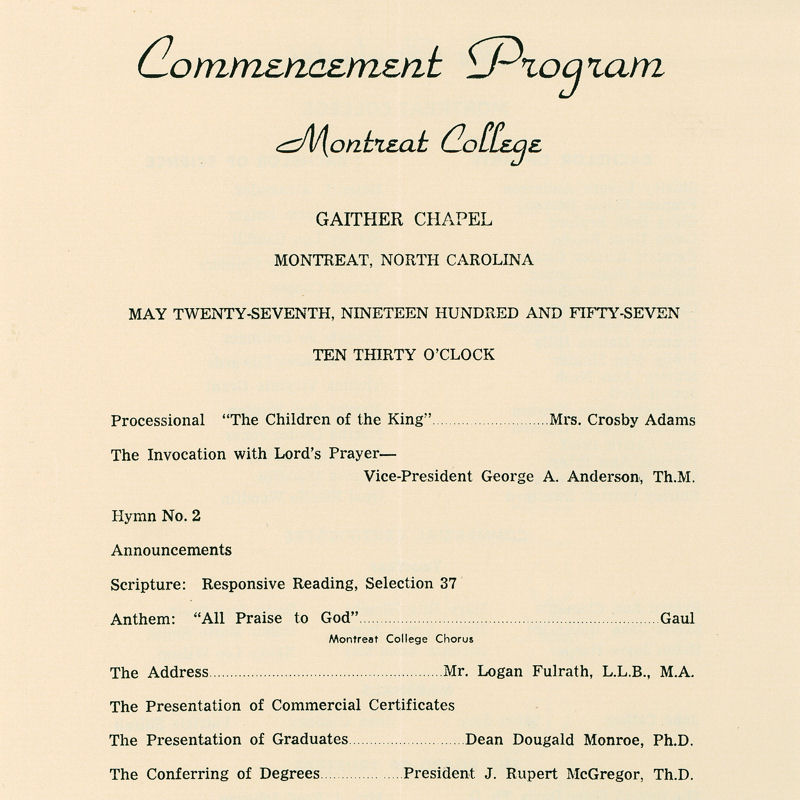 Commencement Program
Montreat College
GAITHER CHAPEL
MONTREAT, NORTH CAROLINA
MAY TWENTY-SEVENTH, NINETEEN HUNDRED AND FIFTY-SEVEN
TEN THIRTY O'CLOCK
Processional "The Children of the King"........................Mrs. Crosby Adams
The Invocation with Lord's Prayer—
Vice-President George A. Anderson, Th.M.
Hymn No. 2
Announcements
Scripture: Responsive Reading, Selection 37
Anthem: "All Praise to God"............................................................Gaul
Montreat College Chorus
The Address................................................Mr. Logan Fulrath, L.L.B., M.A.
The Presentation of Commercial Certificates
The Presentation of Graduates........................Dean Dougald Monroe, Ph.D.
The Conferring of Degrees.................President J. Rupert McGregor, Th.D.